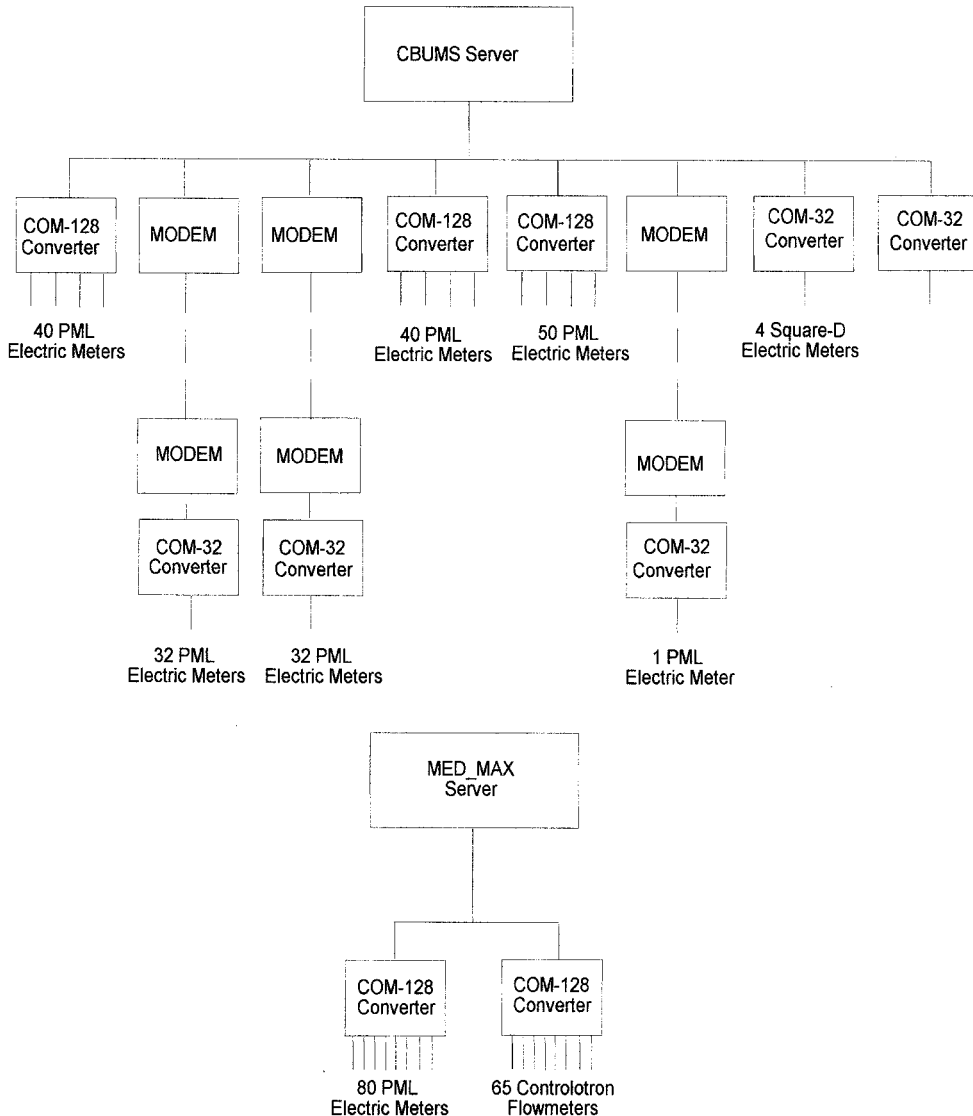 CBUMS Server
COM-128
Converter
MODEM
MODEM
COM-128
Converter
COM-128
Converter
MODEM
COM-32
Converter
COM-32
Converter
40 PML
Electric Meters
40 PML
Electric Meters
50 PML
Electric Meters
4 Square-D
Electric Meters
MODEM
MODEM
MODEM
COM-32
Converter
COM-32
Converter
COM-32
Converter
32 PML
Electric Meters
32 PML
Electric Meters
1 PML
Electric Meter
MED_MAX
Server
COM-128
Converter
COM-128
Converter
80 PML
Electric Meters
65 Controlotron
Flowmeters